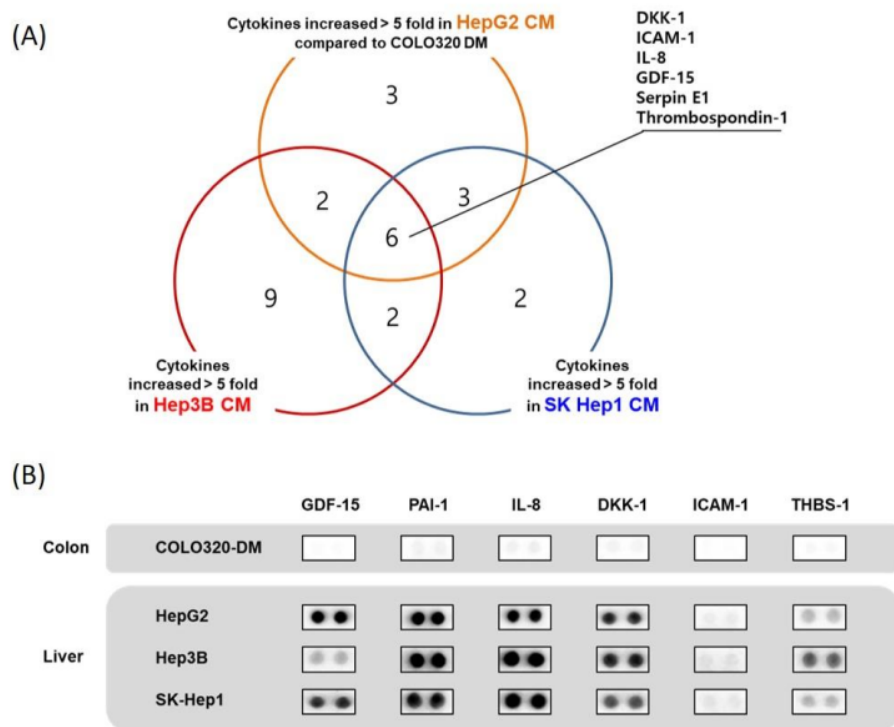 (A)
Cytokines increased > 5 fold in HepG2 CM
compared to COLO320 DM
DKK-1
ICAM-1
IL-8
GDF-15
Serpin E1
Thrombospondin-1
3
2
3
6
9
2
2
Cytokines
increased > 5 fold
in Hep3B CM
Cytokines
increased > 5 fold
in SK Hep1 CM
(B)
GDF-15 PAI-1 IL-8 DKK-1 ICAM-1 THBS-1
Colon COLO320-DM
HepG2
Liver Hep3B
SK-Hep1